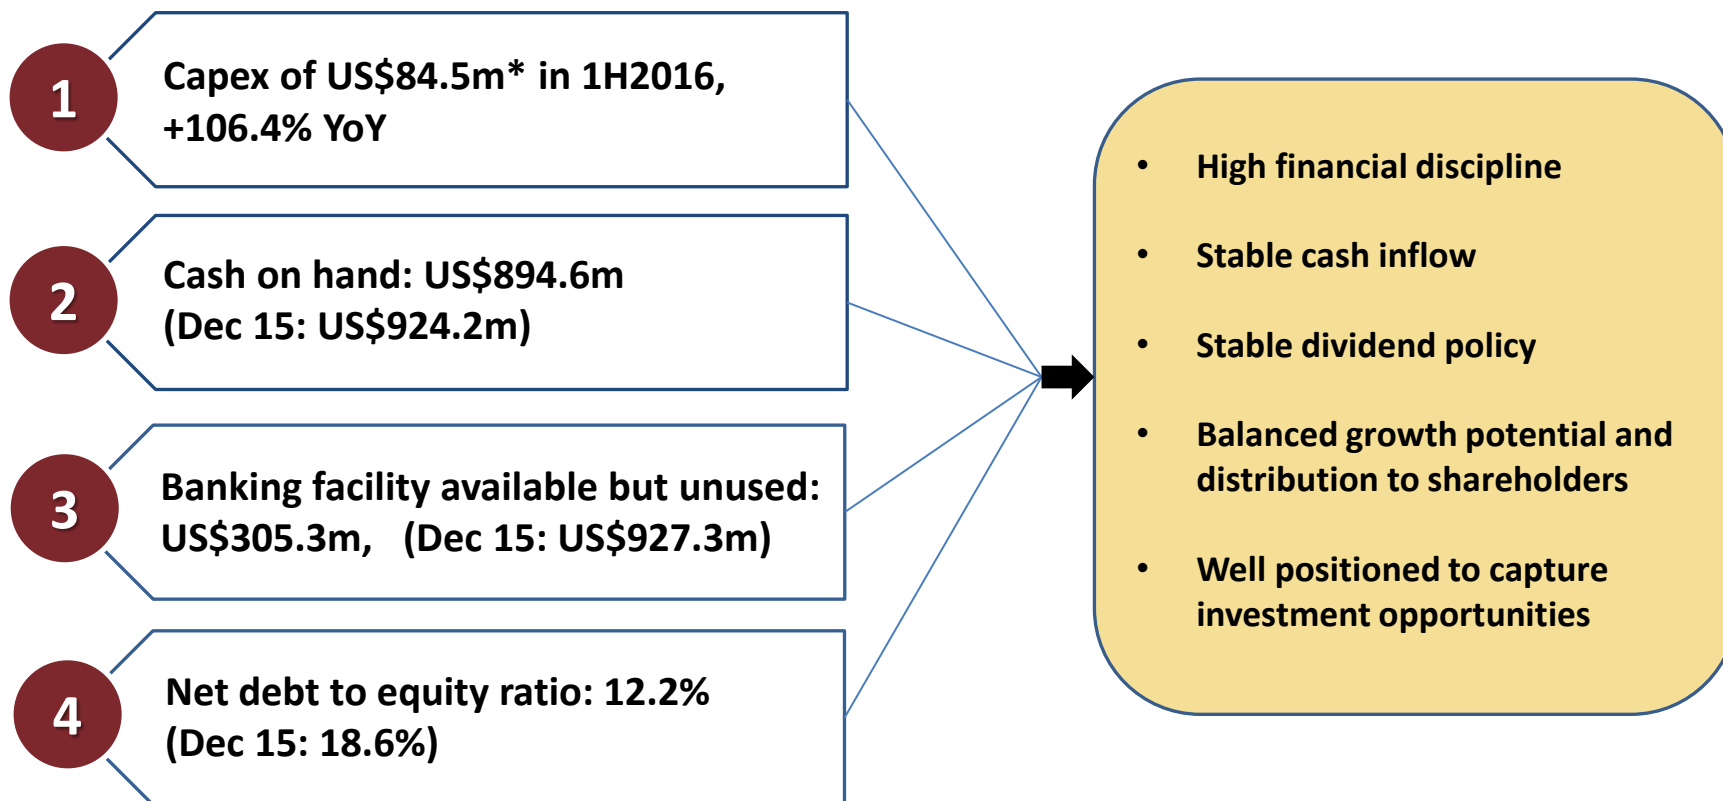 1
Capex of US$84.5m* in 1H2016,
+106.4% YoY
2
Cash on hand: US$894.6m
(Dec 15: US$924.2m)
3
Banking facility available but unused:
US$305.3m, (Dec 15: US$927.3m)
4
Net debt to equity ratio: 12.2%
(Dec 15: 18.6%)
• High financial discipline
• Stable cash inflow
• Stable dividend policy
• Balanced growth potential and
distribution to shareholders
• Well positioned to capture
investment opportunities